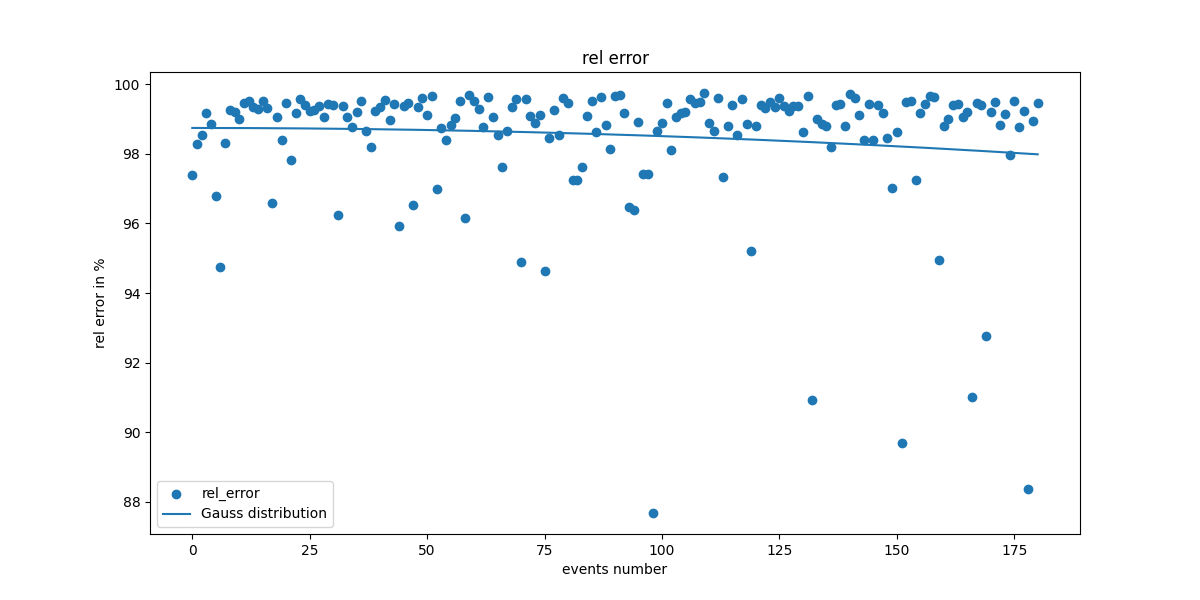 rel error
100
98
96
94
92
90
88
rel error in %
rel_error
Gauss distribution
0 25 50 75 100 125 150 175
events number